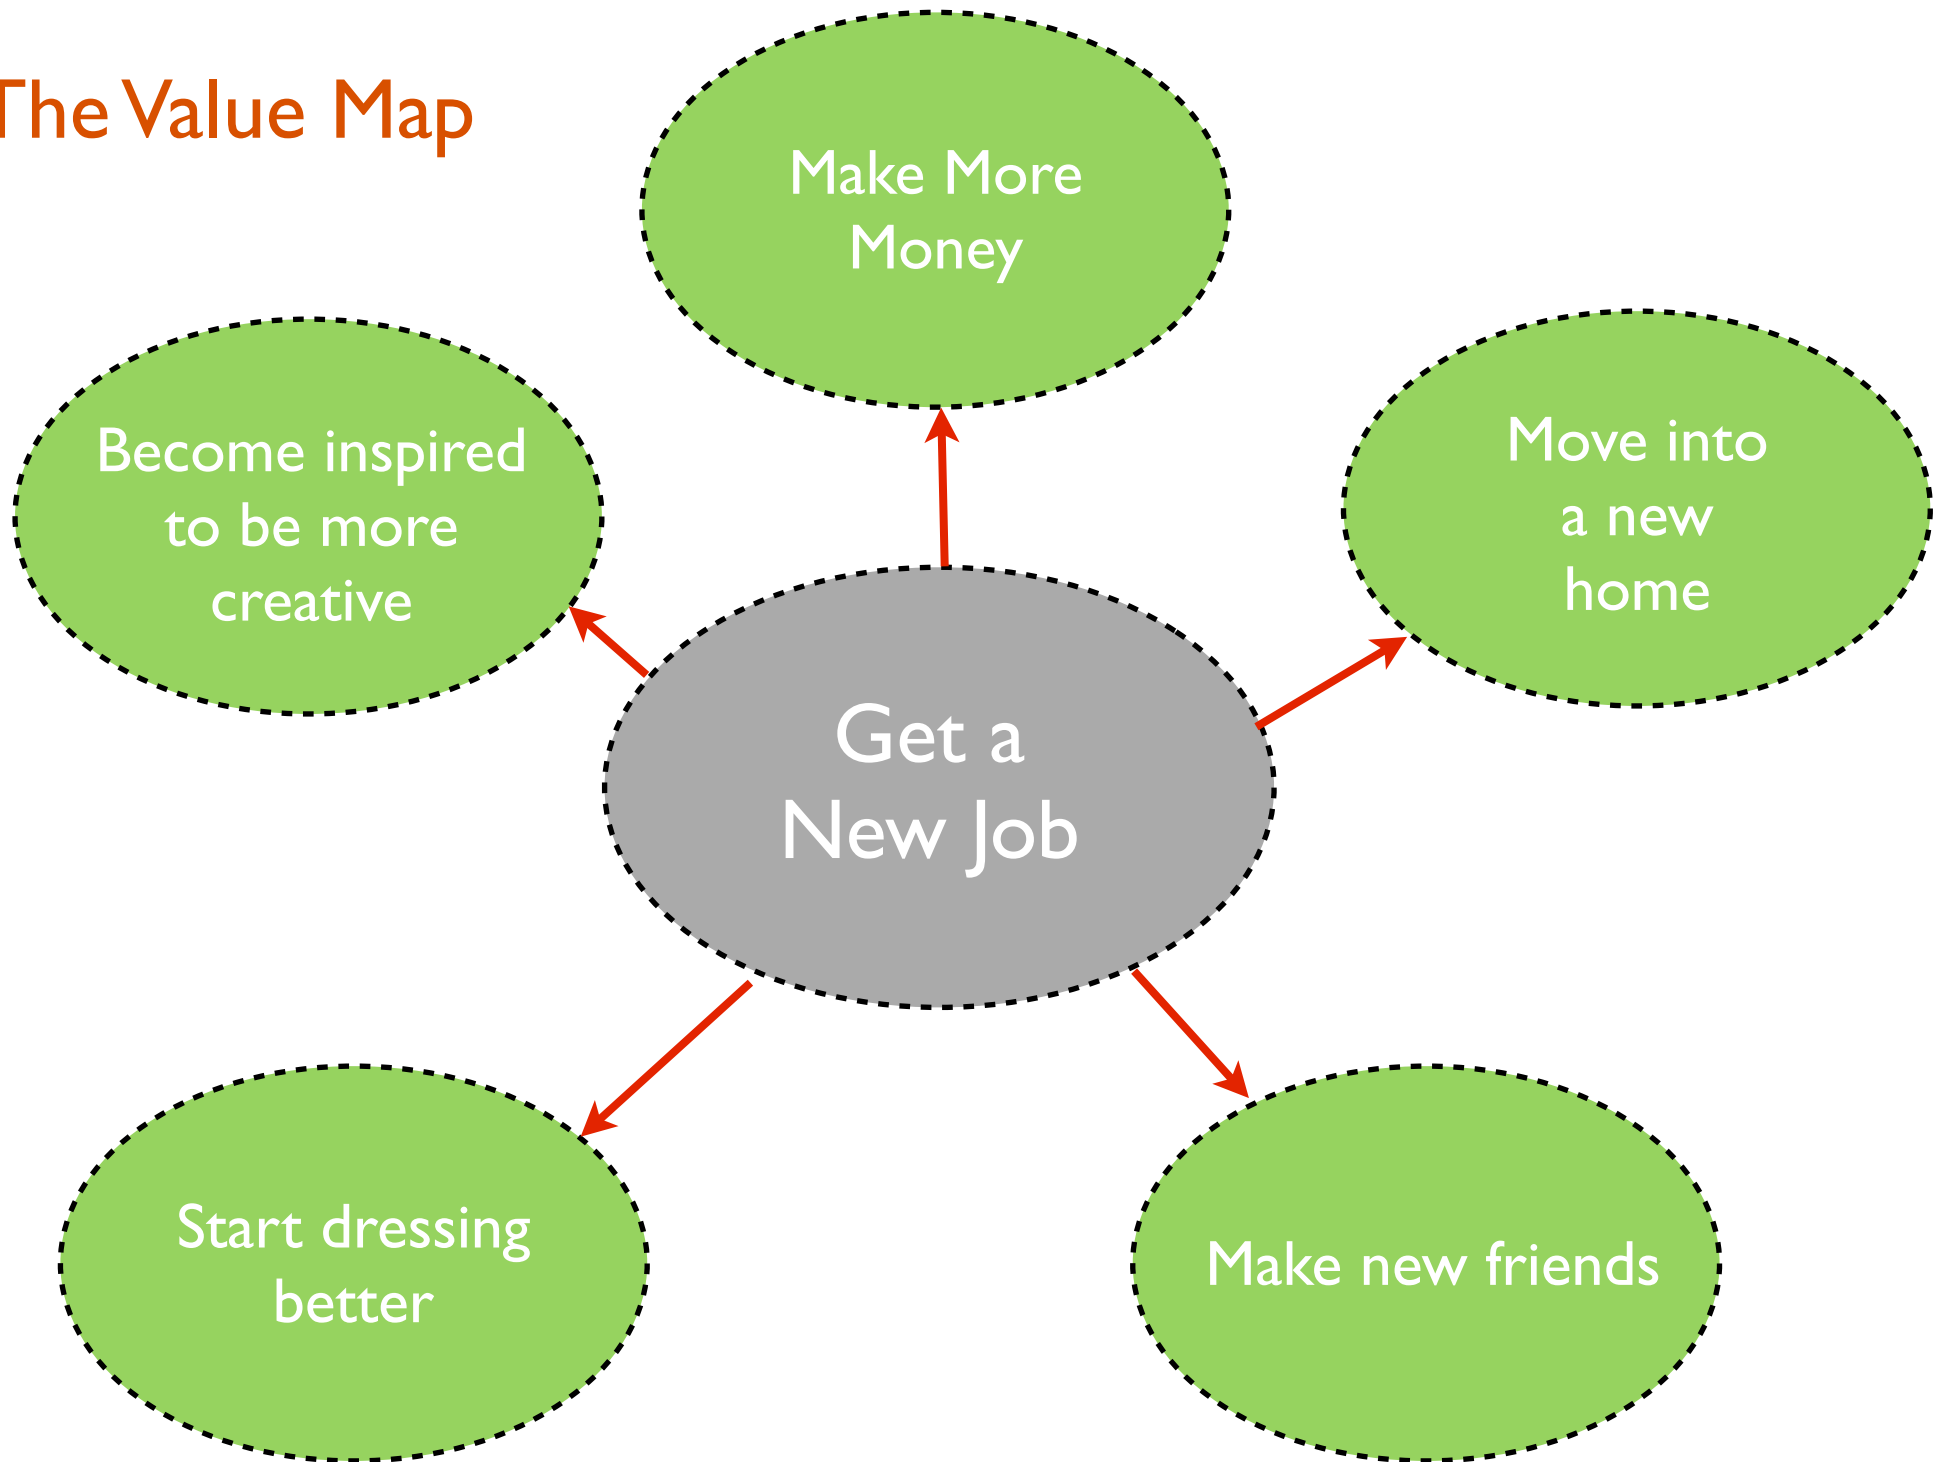 The Value Map
Make More
Money
Become inspired
to be more
creative
Move into
a new
home
Get a
New Job
Start dressing
better
Make new friends